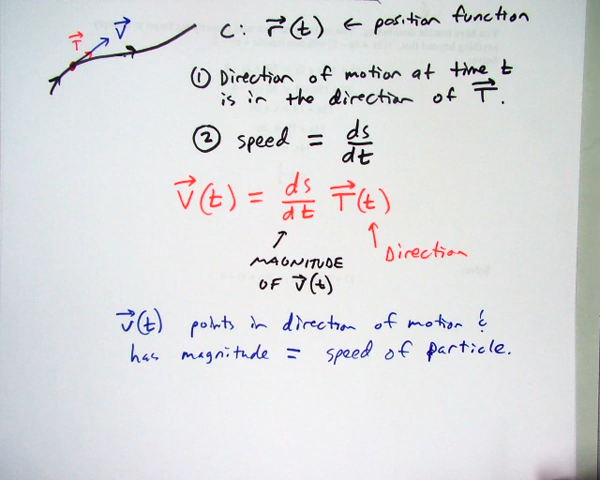 T V
C: r(t) ← position function
① Direction of motion at time t
is in the direction of T.
② speed = ds/dt
V(t) = ds/dt T(t)
↑ ↑ Direction
MAGNITUDE
OF V(t)
V(t) points in direction of motion &
has magnitude = speed of particle.